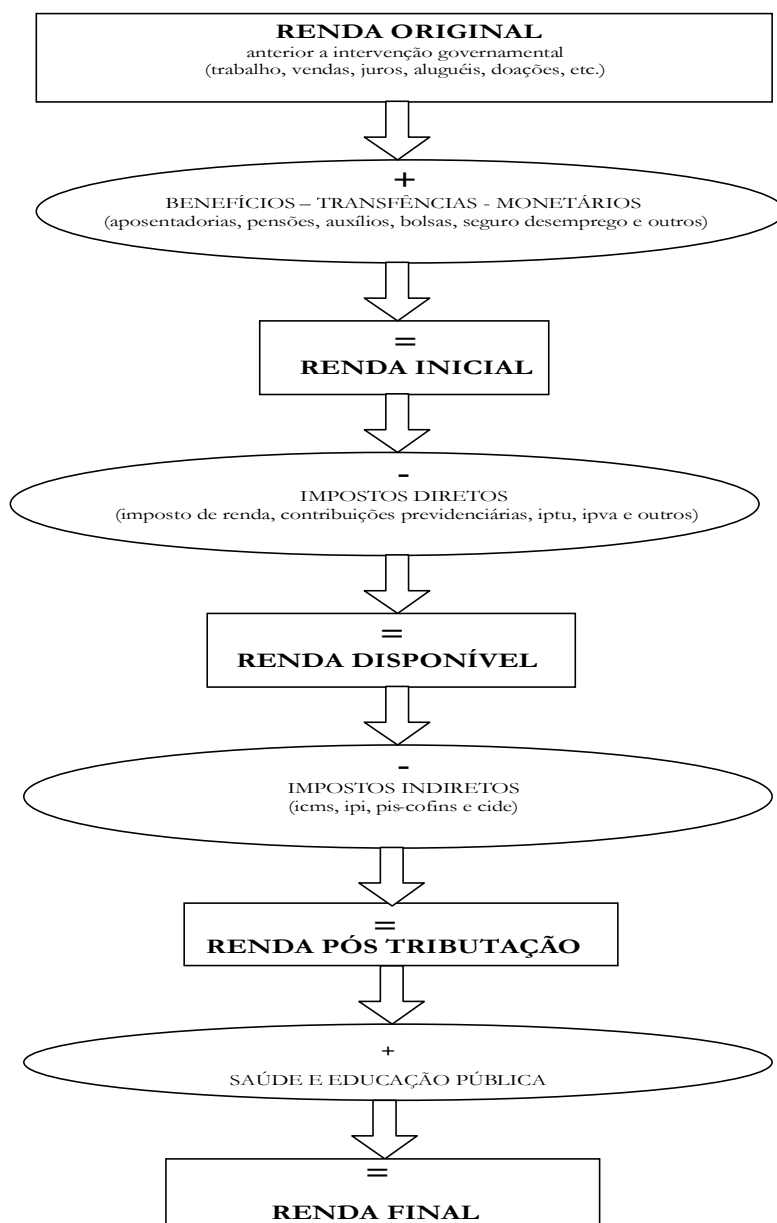 RENDA ORIGINAL
anterior a intervenção governamental
(trabalho, vendas, juros, aluguéis, doações, etc.)
+
BENEFÍCIOS – TRANSFÊNCIAS - MONETÁRIOS
(aposentadorias, pensões, auxílios, bolsas, seguro desemprego e outros)
=
RENDA INICIAL
-
IMPOSTOS DIRETOS
(imposto de renda, contribuições previdenciárias, iptu, ipva e outros)
=
RENDA DISPONÍVEL
-
IMPOSTOS INDIRETOS
(icms, ipi, pis-cofins e cide)
=
RENDA PÓS TRIBUTAÇÃO
+
SAÚDE E EDUCAÇÃO PÚBLICA
=
RENDA FINAL